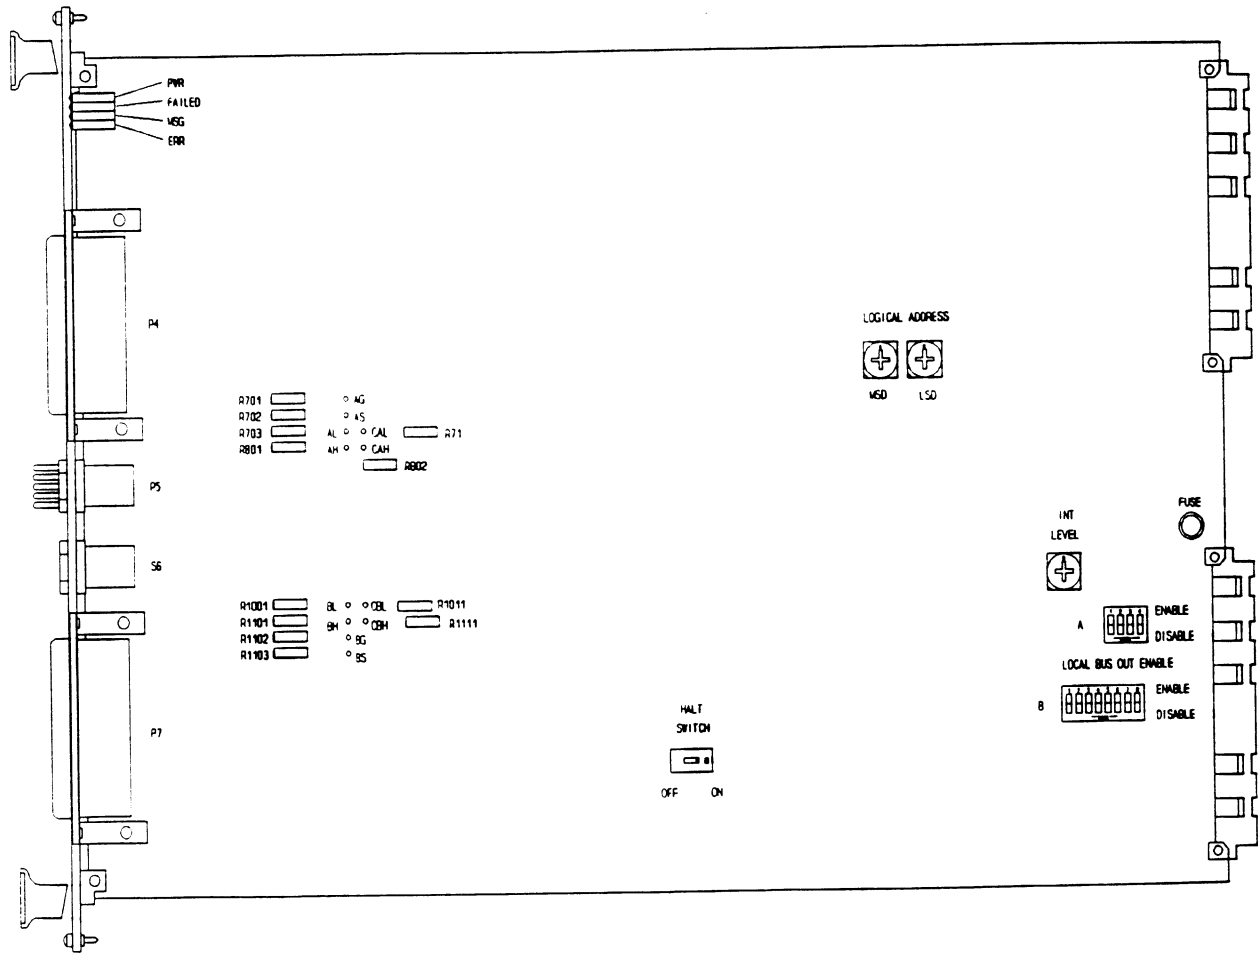 PWR
FAILED
MSG
ERR
P4
LOGICAL ADDRESS
MSD LSD
R701 AG
R702 AS
R703 AL CAL R71
R801 AH CAH
R802
P5
FUSE
INT
LEVEL
S6
R1001 BL CBL R1011
R1101 BH CBH R1111
R1102 BG
R1103 BS
A ENABLE
DISABLE
LOCAL BUS OUT ENABLE
B ENABLE
DISABLE
P7
HALT
SWITCH
OFF ON